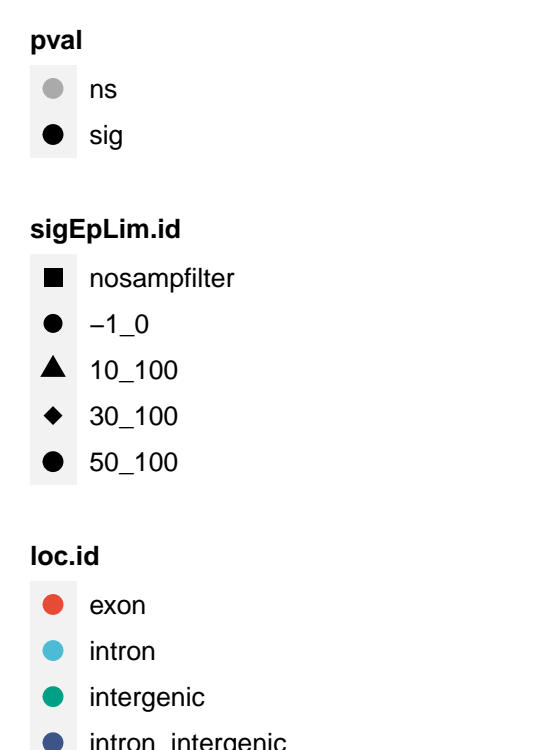 pval
ns
sig
sigEpLim.id
nosampfilter
−1_0
10_100
30_100
50_100
loc.id
exon
intron
intergenic
intron_intergenic